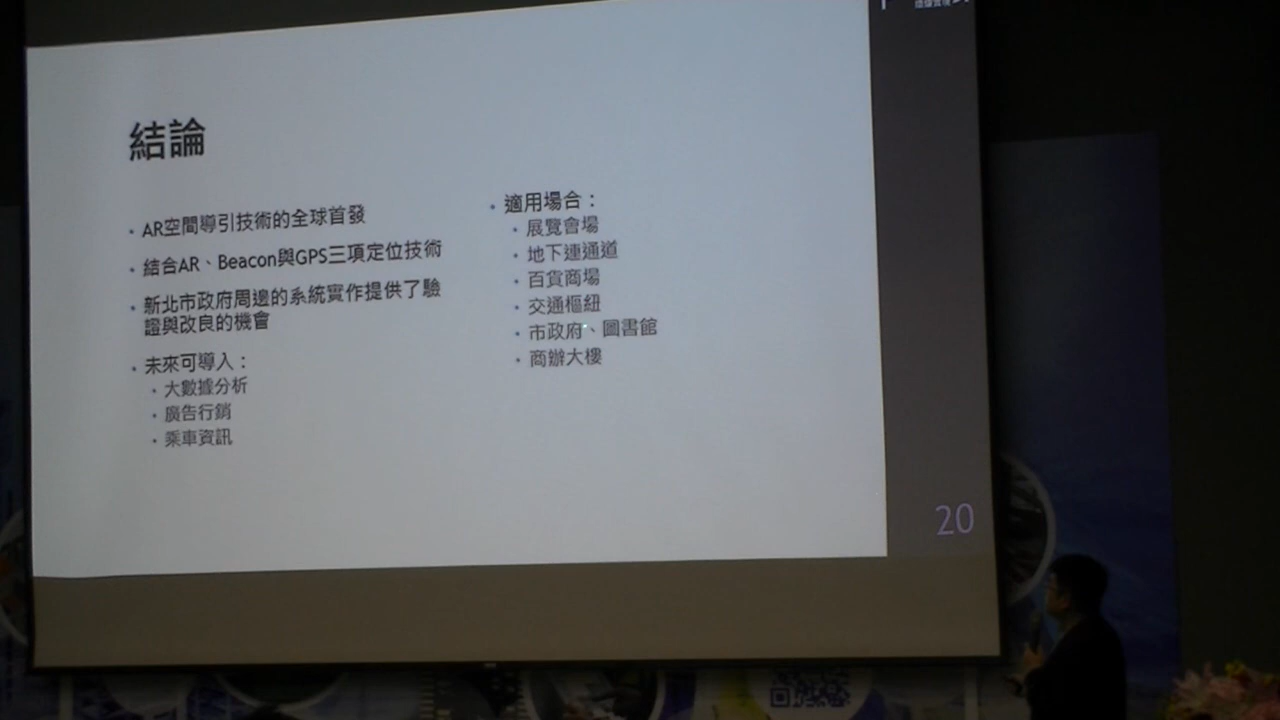 結論
• AR空間導引技術的全球首發
• 結合AR、Beacon與GPS三項定位技術
• 新北市政府周邊的系統實作提供了驗
證與改良的機會
• 未來可導入：
• 大數據分析
• 廣告行銷
• 乘車資訊
• 適用場合：
• 展覽會場
• 地下連通道
• 百貨商場
• 交通樞紐
• 市政府、圖書館
• 商辦大樓
20